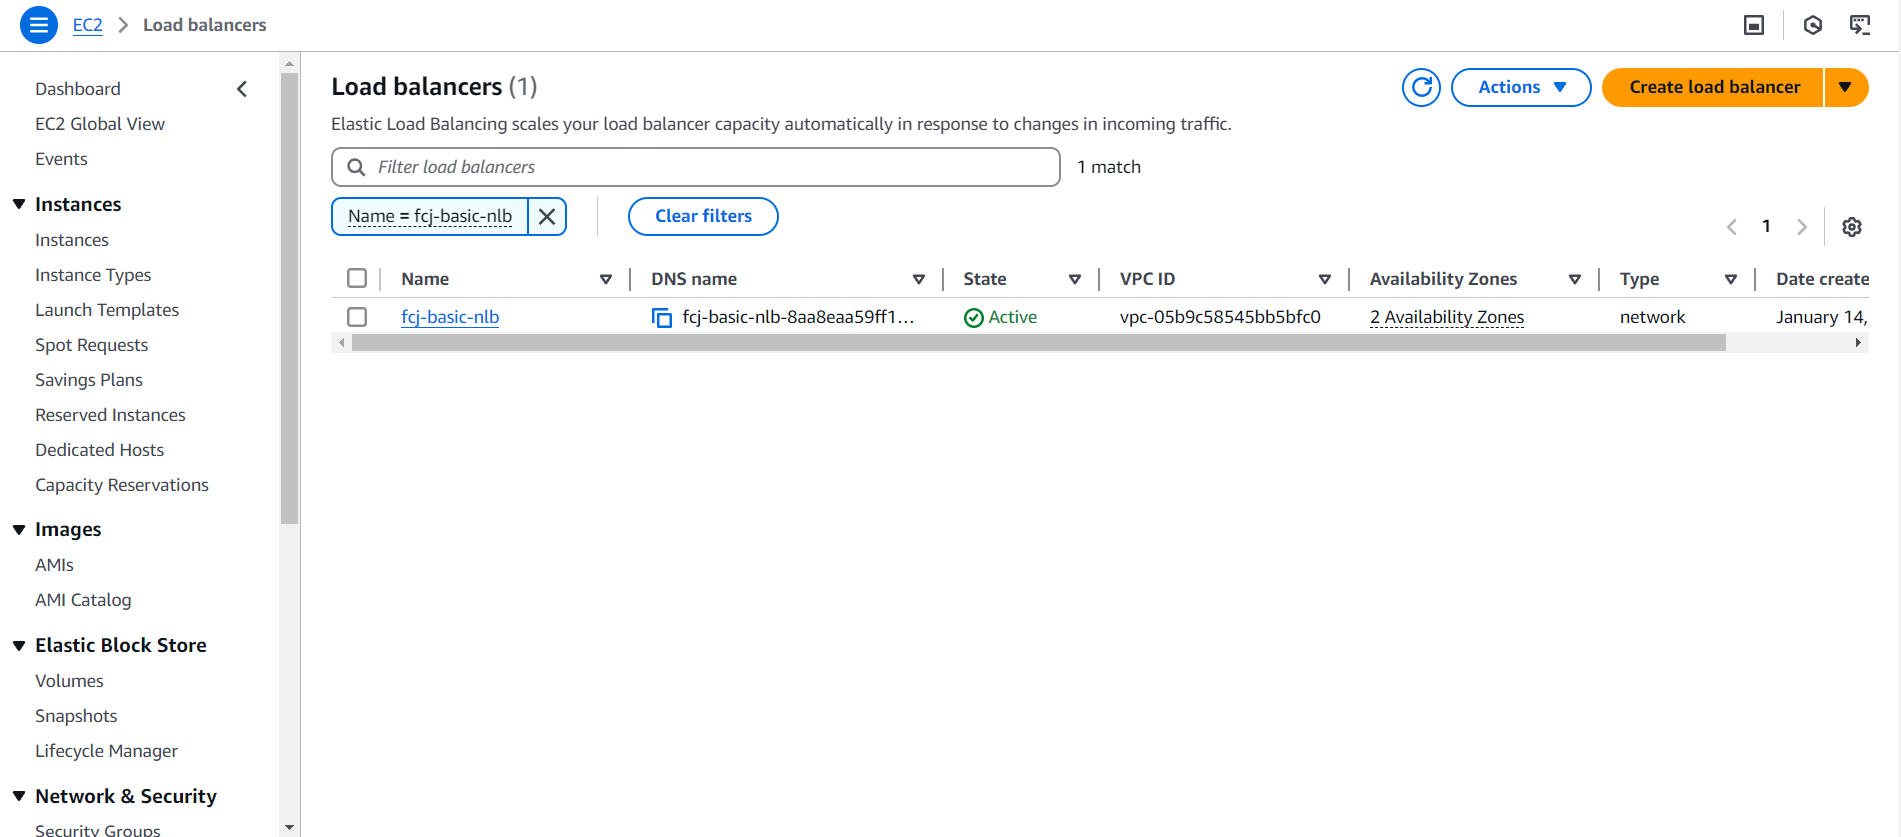 EC2 > Load balancers
Dashboard
EC2 Global View
Events
Instances
Instances
Instance Types
Launch Templates
Spot Requests
Savings Plans
Reserved Instances
Dedicated Hosts
Capacity Reservations
Images
AMIs
AMI Catalog
Elastic Block Store
Volumes
Snapshots
Lifecycle Manager
Network & Security
Security Groups
Load balancers (1)
Actions
Create load balancer
Elastic Load Balancing scales your load balancer capacity automatically in response to changes in incoming traffic.
Filter load balancers
1 match
Name = fcj-basic-nlb
Clear filters
1
Name DNS name State VPC ID Availability Zones Type Date create
fcj-basic-nlb fcj-basic-nlb-8aa8eaa59ff1... Active vpc-05b9c58545bb5bfc0 2 Availability Zones network January 14,